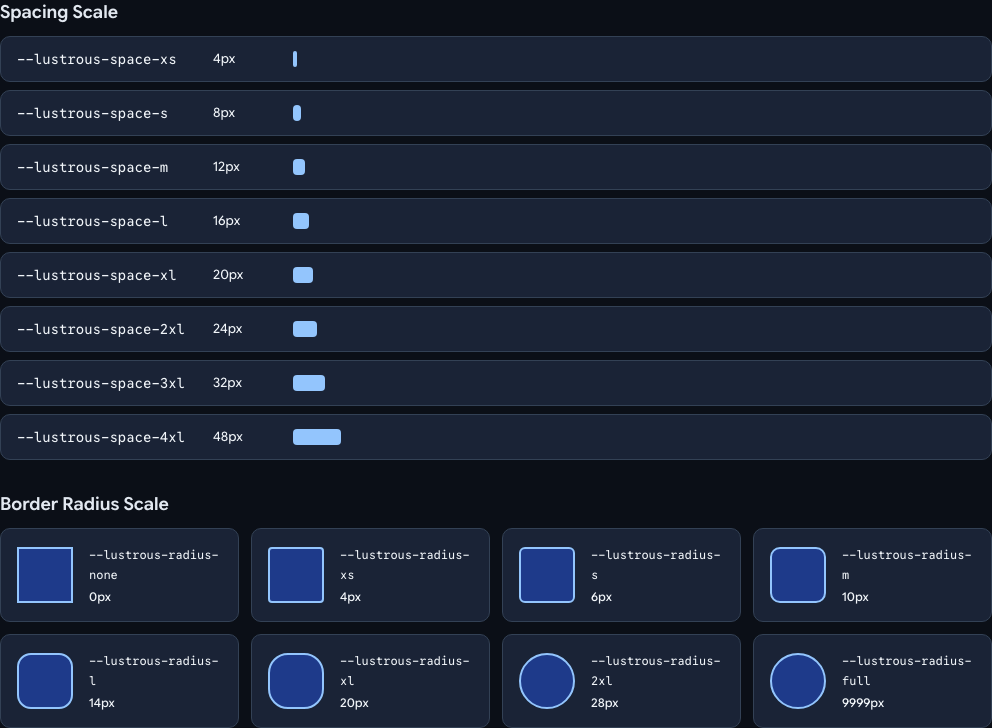 Spacing Scale
--lustrous-space-xs 4px
--lustrous-space-s 8px
--lustrous-space-m 12px
--lustrous-space-l 16px
--lustrous-space-xl 20px
--lustrous-space-2xl 24px
--lustrous-space-3xl 32px
--lustrous-space-4xl 48px
Border Radius Scale
--lustrous-radius-
none
0px
--lustrous-radius-
xs
4px
--lustrous-radius-
s
6px
--lustrous-radius-
m
10px
--lustrous-radius-
l
14px
--lustrous-radius-
xl
20px
--lustrous-radius-
2xl
28px
--lustrous-radius-
full
9999px